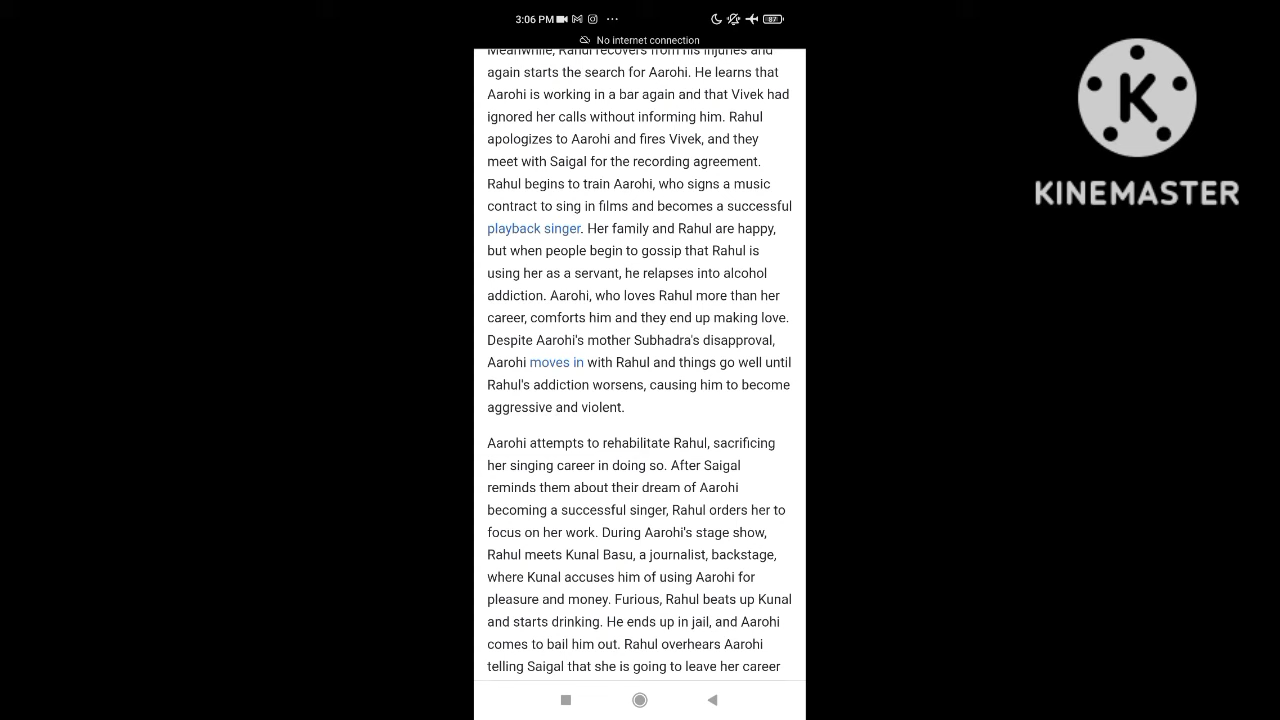 3:06 PM
87
No internet connection
Meanwhile, Rahul recovers from his injuries and
again starts the search for Aarohi. He learns that
Aarohi is working in a bar again and that Vivek had
ignored her calls without informing him. Rahul
apologizes to Aarohi and fires Vivek, and they
meet with Saigal for the recording agreement.
Rahul begins to train Aarohi, who signs a music
contract to sing in films and becomes a successful
playback singer. Her family and Rahul are happy,
but when people begin to gossip that Rahul is
using her as a servant, he relapses into alcohol
addiction. Aarohi, who loves Rahul more than her
career, comforts him and they end up making love.
Despite Aarohi's mother Subhadra's disapproval,
Aarohi moves in with Rahul and things go well until
Rahul's addiction worsens, causing him to become
aggressive and violent.
Aarohi attempts to rehabilitate Rahul, sacrificing
her singing career in doing so. After Saigal
reminds them about their dream of Aarohi
becoming a successful singer, Rahul orders her to
focus on her work. During Aarohi's stage show,
Rahul meets Kunal Basu, a journalist, backstage,
where Kunal accuses him of using Aarohi for
pleasure and money. Furious, Rahul beats up Kunal
and starts drinking. He ends up in jail, and Aarohi
comes to bail him out. Rahul overhears Aarohi
telling Saigal that she is going to leave her career
K
KINEMASTER